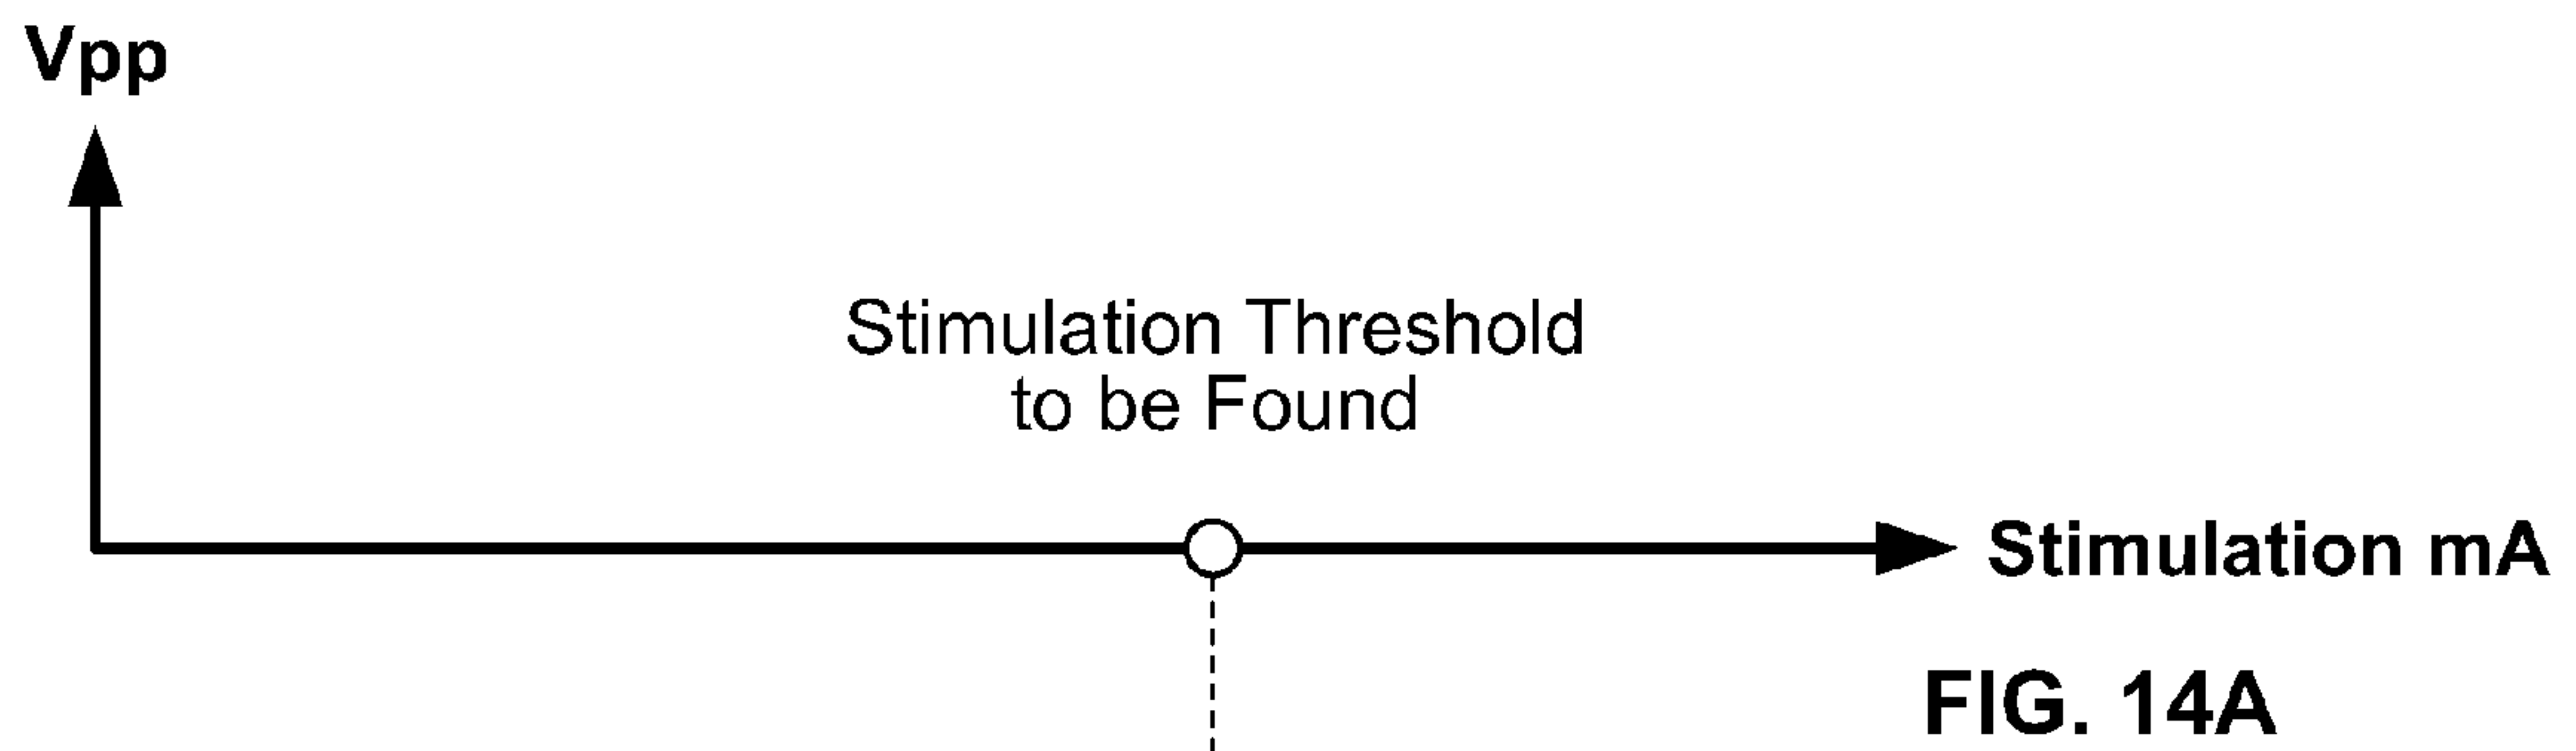 Vpp
Stimulation Threshold
to be Found
Stimulation mA
FIG. 14A